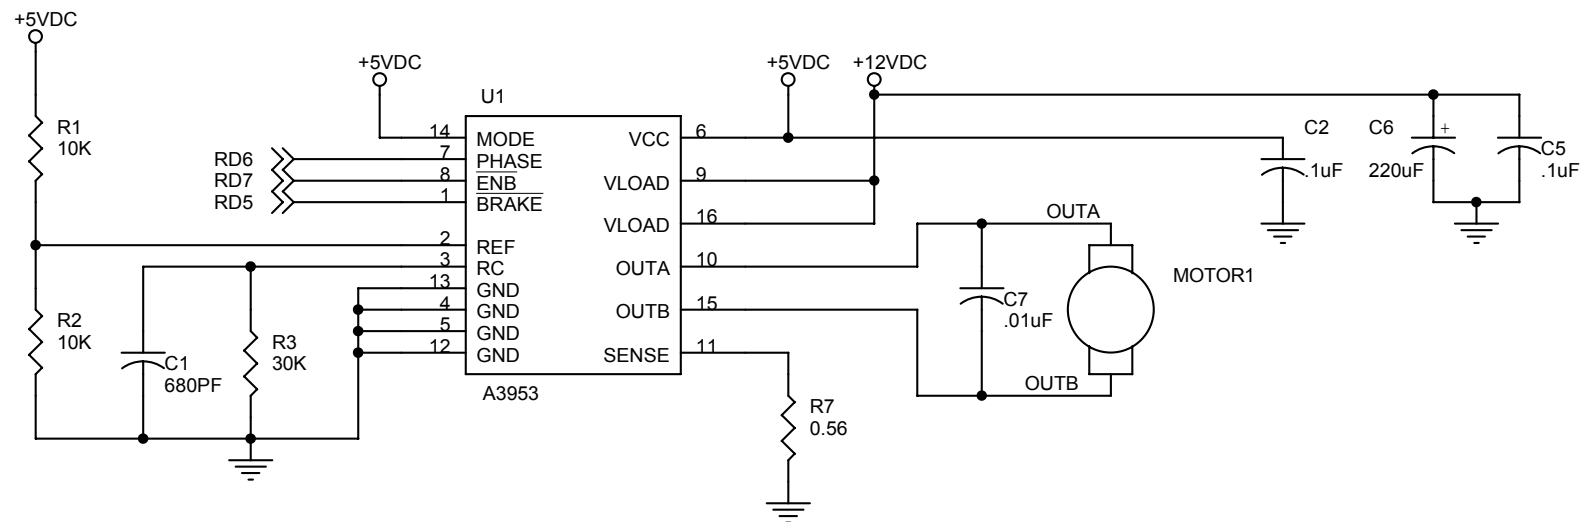 +5VDC
+5VDC
+5VDC
+12VDC
U1
R1
10K
14
MODE
VCC
6
C2
.1uF
C6
+
220uF
C5
.1uF
RD6
7
PHASE
RD7
8
ENB
VLOAD
9
RD5
1
BRAKE
VLOAD
16
OUTA
2
REF
3
RC
OUTA
10
MOTOR1
13
GND
4
GND
OUTB
15
C7
.01uF
R2
10K
5
GND
12
GND
SENSE
11
R3
30K
C1
680PF
OUTB
A3953
R7
0.56